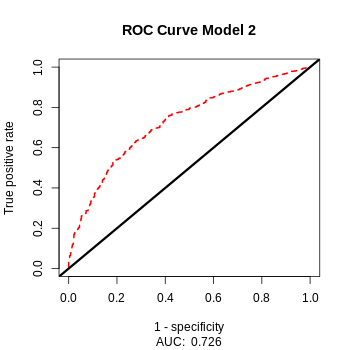 ROC Curve Model 2
True positive rate
1.0
0.8
0.6
0.4
0.2
0.0
0.0 0.2 0.4 0.6 0.8 1.0
1 - specificity
AUC: 0.726